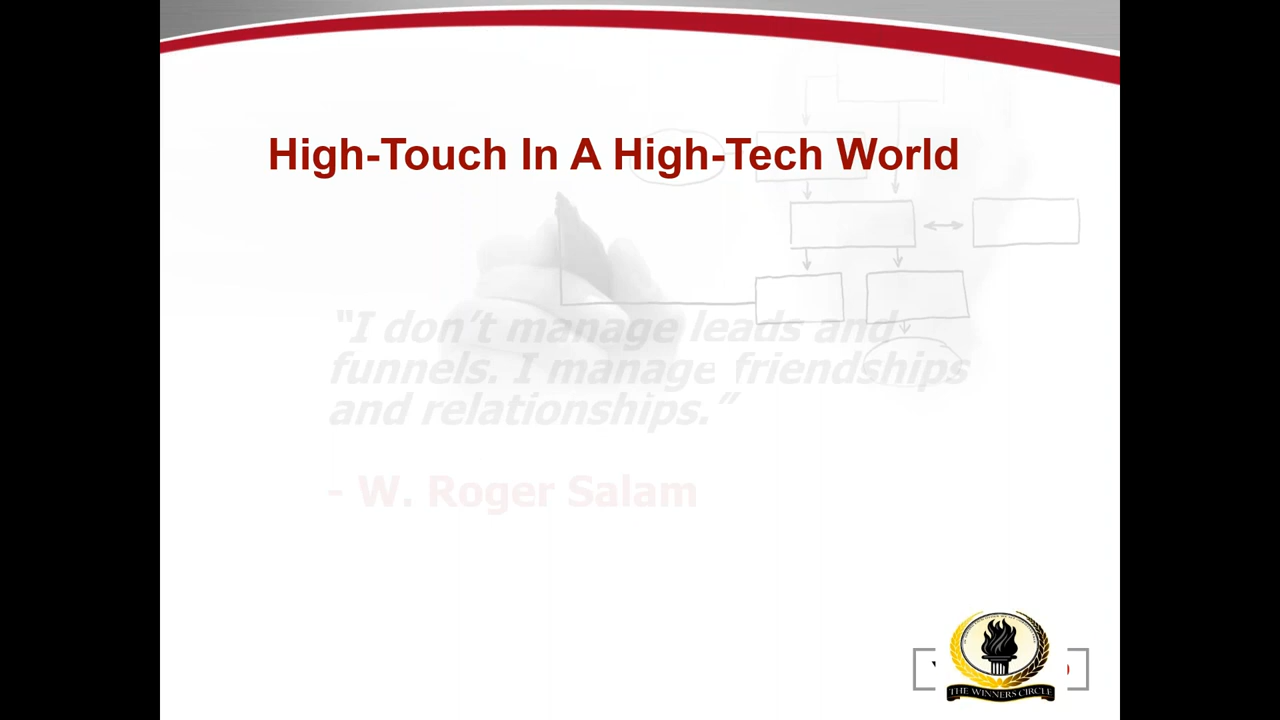 High-Touch In A High-Tech World
“I don’t manage leads and
funnels. I manage friendships
and relationships.”
- W. Roger Salam
THE WINNERS CIRCLE